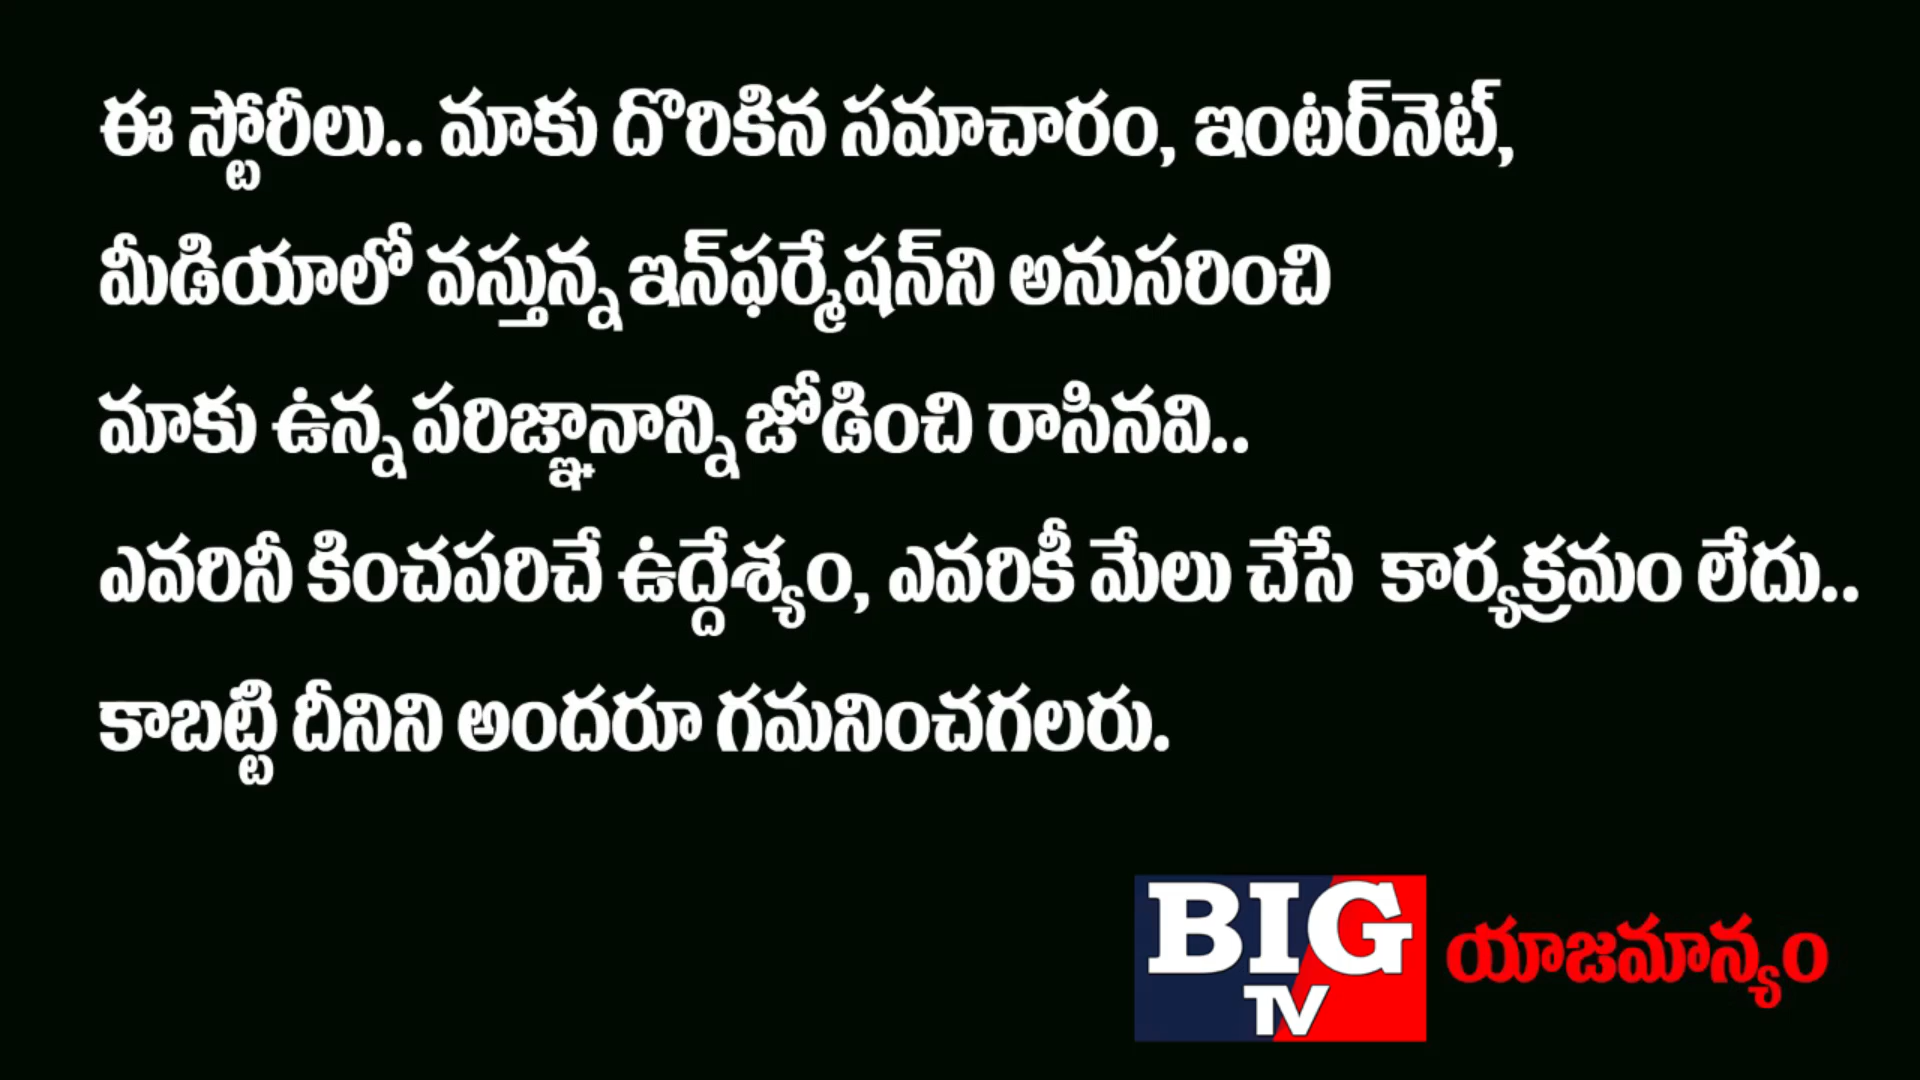 ఈ స్టోరీలు.. మాకు దొరికిన సమాచారం, ఇంటర్‌నెట్,
మీడియాలో వస్తున్న ఇన్‌ఫర్మేషన్‌ని అనుసరించి
మాకు ఉన్న పరిజ్ఞానాన్ని జోడించి రాసినవి..
ఎవరినీ కించపరిచే ఉద్దేశ్యం, ఎవరికీ మేలు చేసే కార్యక్రమం లేదు..
కాబట్టి దీనిని అందరూ గమనించగలరు.
BIG
TV యాజమాన్యం